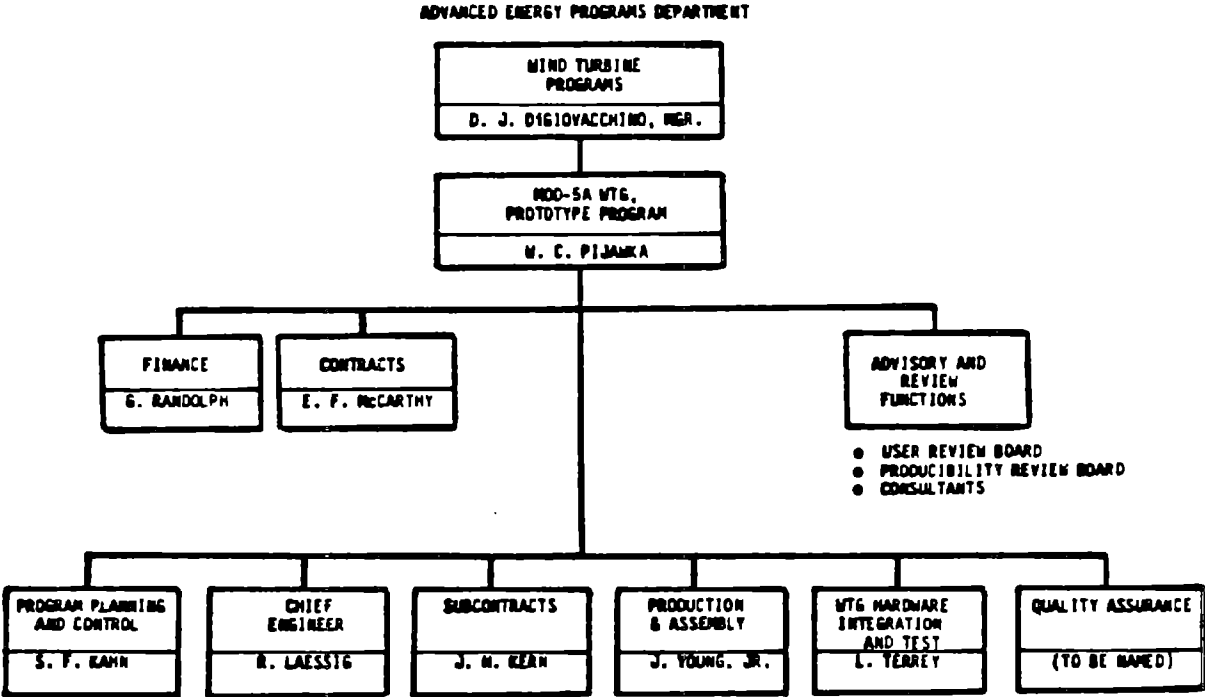 ADVANCED ENERGY PROGRAMS DEPARTMENT
WIND TURBINE
PROGRAMS
D. J. DIGIOVACCHINO, MGR.
MOD-5A WTG,
PROTOTYPE PROGRAM
W. C. PIJAWKA
FINANCE
G. RANDOLPH
CONTRACTS
E. F. McCARTHY
ADVISORY AND
REVIEW
FUNCTIONS
● USER REVIEW BOARD
● PRODUCIBILITY REVIEW BOARD
● CONSULTANTS
PROGRAM PLANNING
AND CONTROL
S. F. KAHN
CHIEF
ENGINEER
R. LAESSIG
SUBCONTRACTS
J. H. KERN
PRODUCTION
& ASSEMBLY
J. YOUNG, JR.
WTG HARDWARE
INTEGRATION
AND TEST
L. TERREY
QUALITY ASSURANCE
(TO BE NAMED)